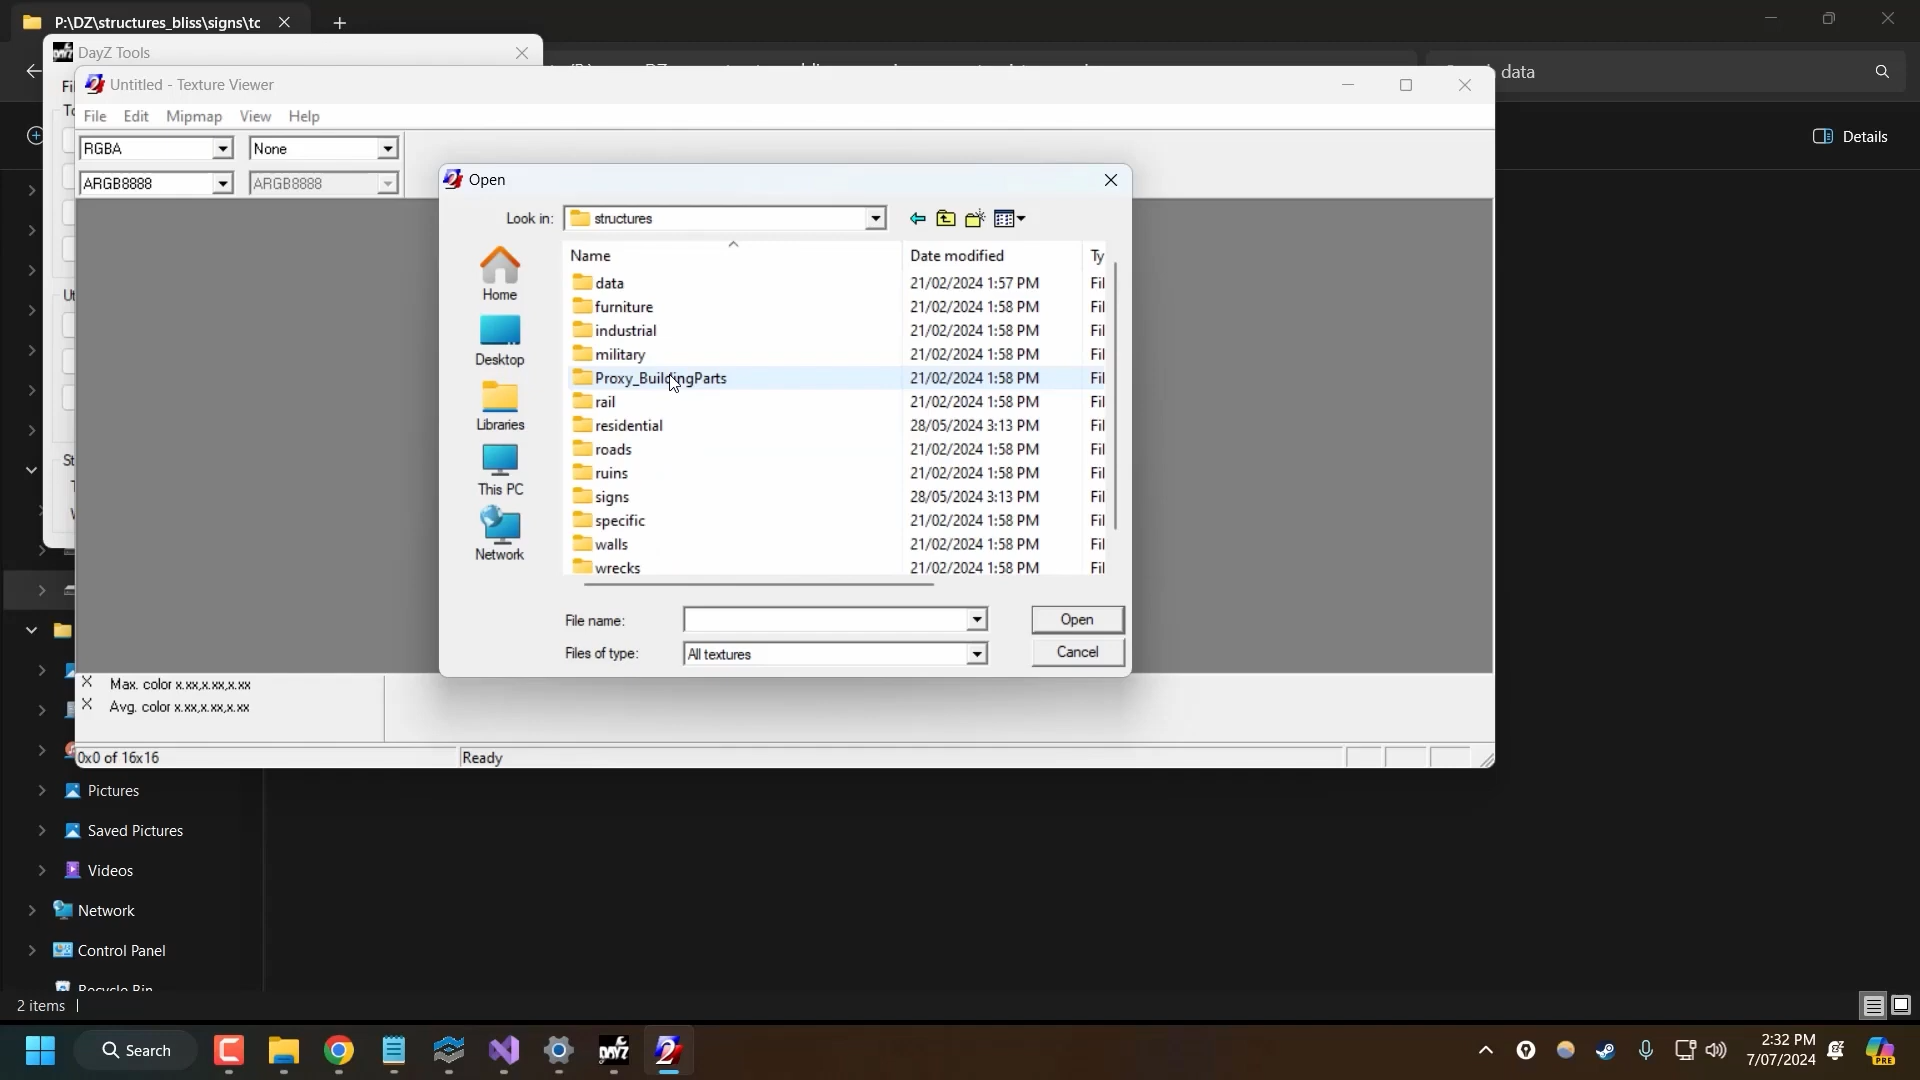 P:\DZ\structures_bliss\signs\tc
DayZ Tools
data
Untitled - Texture Viewer
File Edit Mipmap View Help
Details
RGBA None
ARGB8888 ARGB8888
Open
Look in: structures
Name Date modified Ty
data 21/02/2024 1:57 PM Fil
furniture 21/02/2024 1:58 PM Fil
industrial 21/02/2024 1:58 PM Fil
military 21/02/2024 1:58 PM Fil
Proxy_BuildingParts 21/02/2024 1:58 PM Fil
rail 21/02/2024 1:58 PM Fil
residential 28/05/2024 3:13 PM Fil
roads 21/02/2024 1:58 PM Fil
ruins 21/02/2024 1:58 PM Fil
signs 28/05/2024 3:13 PM Fil
specific 21/02/2024 1:58 PM Fil
walls 21/02/2024 1:58 PM Fil
wrecks 21/02/2024 1:58 PM Fil
Home
Desktop
Libraries
This PC
Network
File name: Open
Files of type: All textures Cancel
Max. color x.xx,x.xx,x.xx
Avg. color x.xx,x.xx,x.xx
0x0 of 16x16 Ready
Pictures
Saved Pictures
Videos
Network
Control Panel
Recycle Bin
2 items
Search
DAYZ
2:32 PM
7/07/2024
PRE